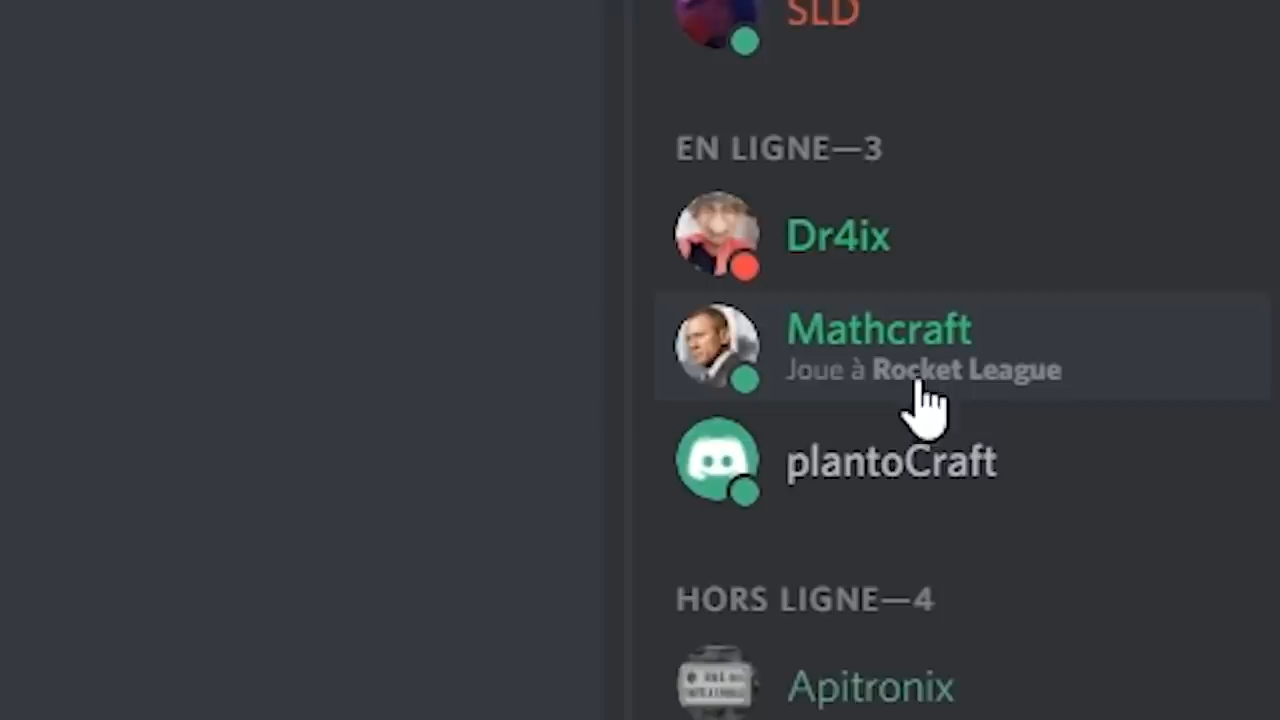 SLD
EN LIGNE—3
Dr4ix
Mathcraft
Joue à Rocket League
plantoCraft
HORS LIGNE—4
Apitronix